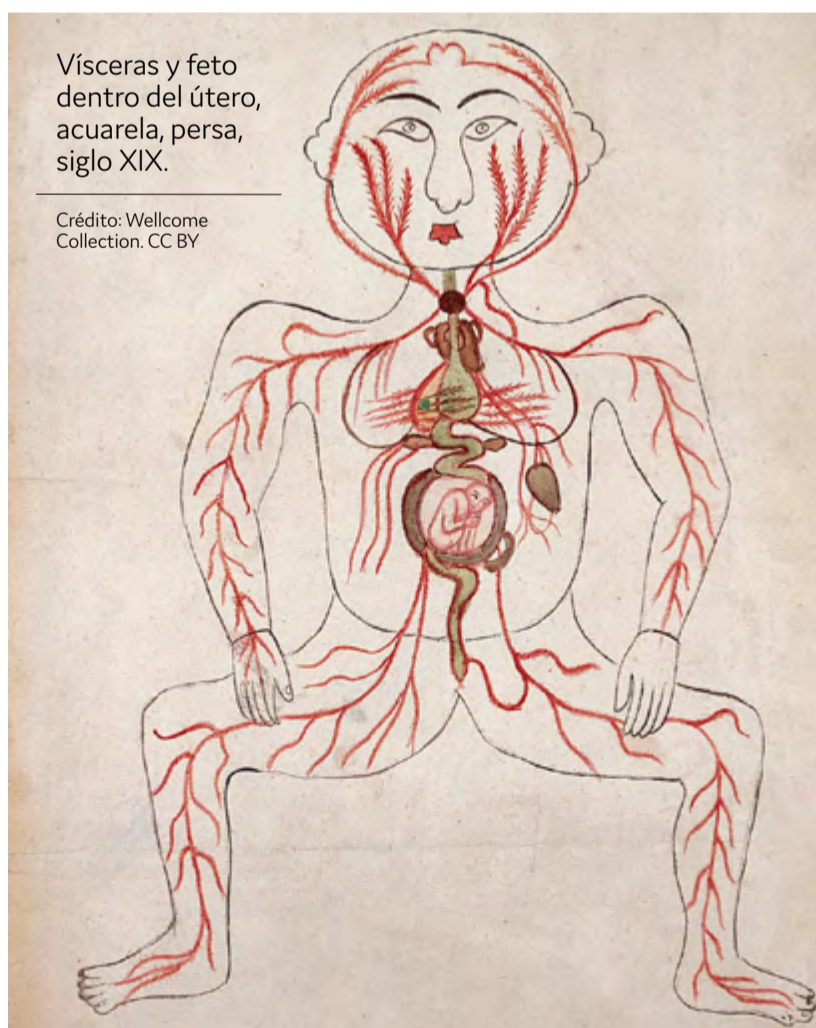 Vísceras y feto
dentro del útero,
acuarela, persa,
siglo XIX.
Crédito: Wellcome
Collection. CC BY